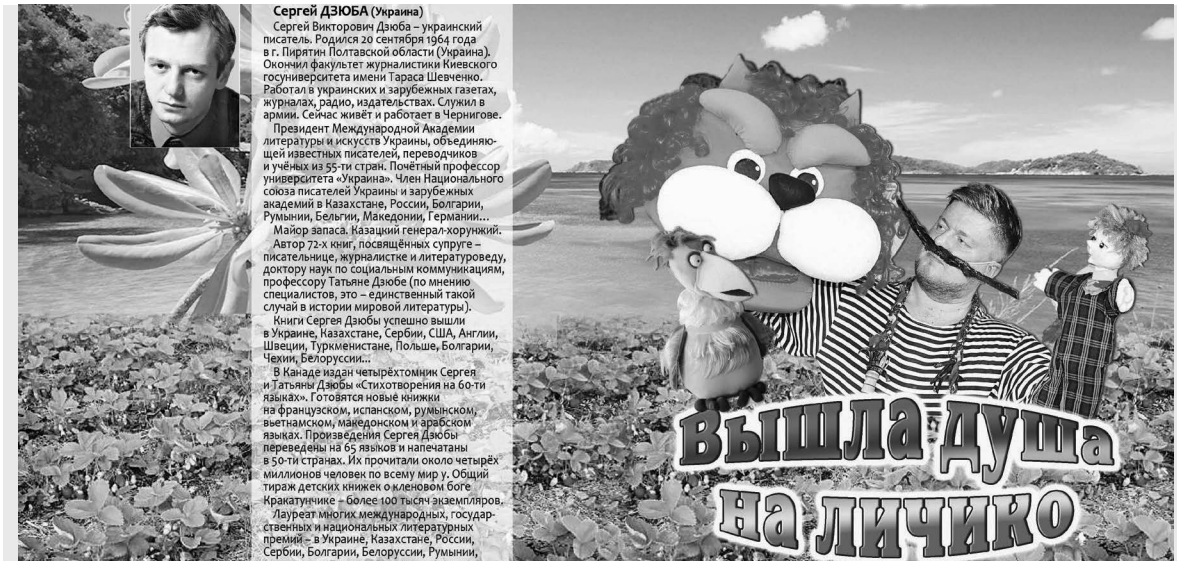 Сергей ДЗЮБА (Украина)
Сергей Викторович Дзюба – украинский
писатель. Родился 20 сентября 1964 года
в г. Пирятин Полтавской области (Украина).
Окончил факультет журналистики Киевского
госуниверситета имени Тараса Шевченко.
Работал в украинских и зарубежных газетах,
журналах, радио, издательствах. Служил в
армии. Сейчас живёт и работает в Чернигове.
Президент Международной Академии
литературы и искусств Украины, объединяю-
щей известных писателей, переводчиков
и учёных из 55-ти стран. Почётный профессор
университета «Украина». Член Национального
союза писателей Украины и зарубежных
академий в Казахстане, России, Болгарии,
Румынии, Бельгии, Македонии, Германии...
Майор запаса. Казацкий генерал-хорунжий.
Автор 72-х книг, посвящённых супруге –
писательнице, журналистке и литературоведу,
доктору наук по социальным коммуникациям,
профессору Татьяне Дзюбе (по мнению
специалистов, это – единственный такой
случай в истории мировой литературы).
Книги Сергея Дзюбы успешно вышли
в Украине, Казахстане, Сербии, США, Англии,
Швеции, Туркменистане, Польше, Болгарии,
Чехии, Белоруссии...
В Канаде издан четырёхтомник Сергея
и Татьяны Дзюбы «Стихотворения на 60-ти
языках». Готовятся новые книжки
на французском, испанском, румынском,
вьетнамском, македонском и арабском
языках. Произведения Сергея Дзюбы
переведены на 65 языков и напечатаны
в 50-ти странах. Их прочитали около четырёх
миллионов человек по всему мир у. Общий
тираж детских книжек о кленовом боге
Кракатунчике – более 100 тысяч экземпляров.
Лауреат многих международных, государ-
ственных и национальных литературных
премий – в Украине, Казахстане, России,
Сербии, Болгарии, Белоруссии, Румынии,
Вышла душа
на личико